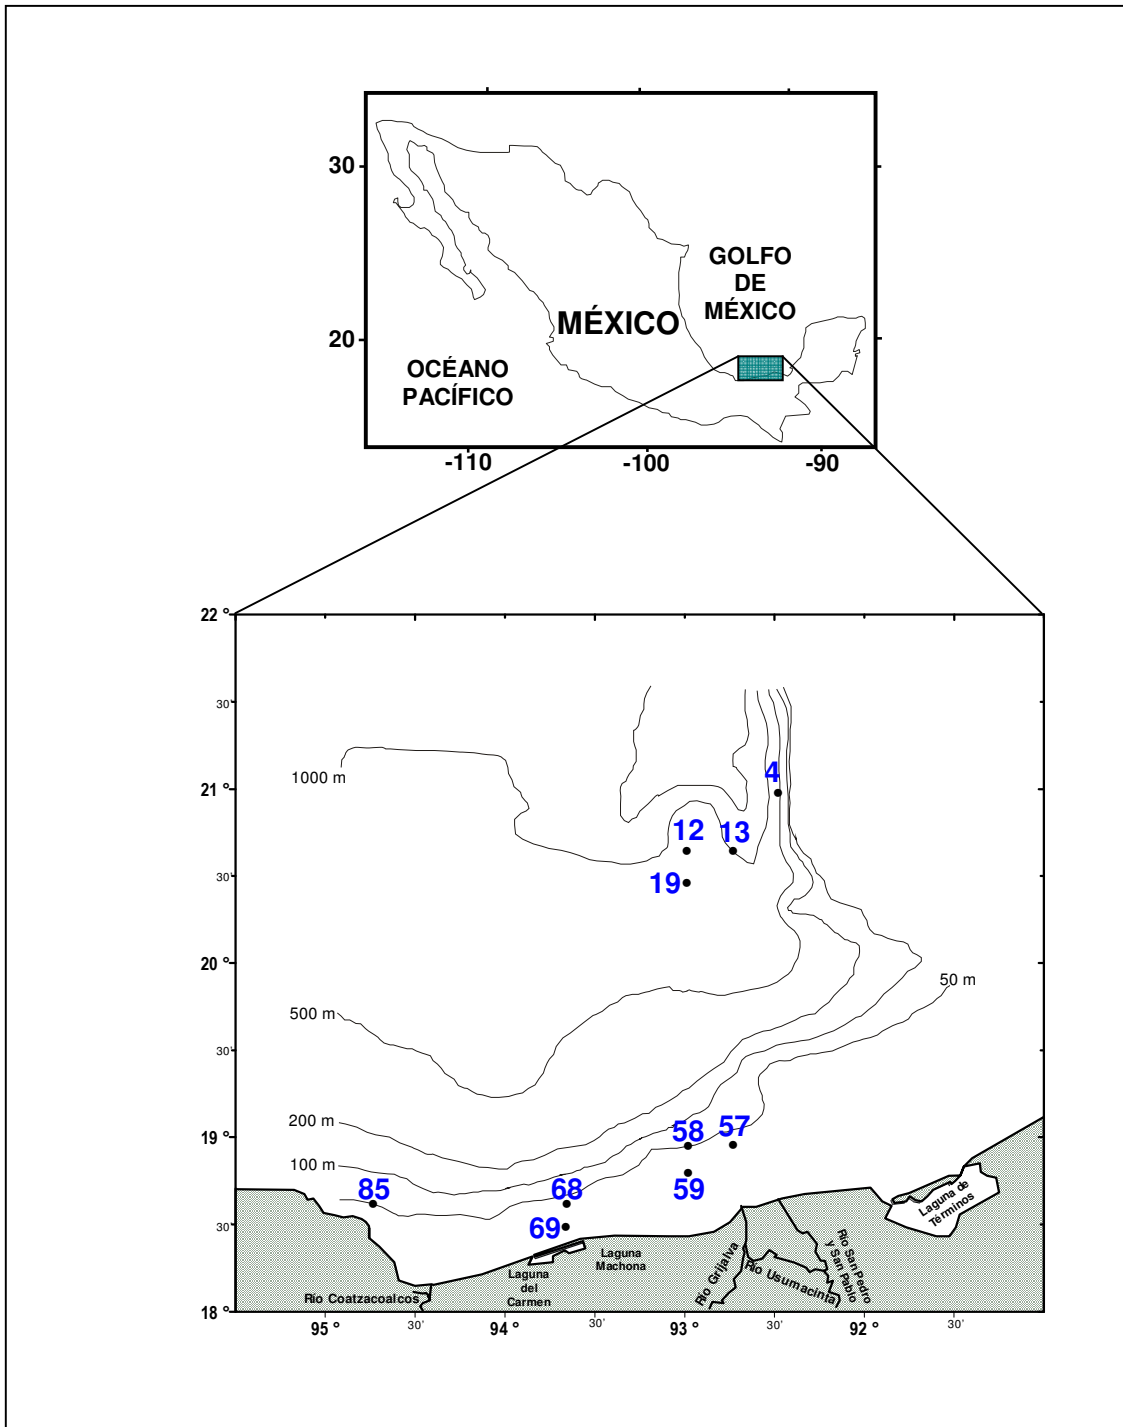 30
20
GOLFO
DE
MÉXICO
MÉXICO
OCÉANO
PACÍFICO
-110
-100
-90
22 °
30'
21 °
30'
20 °
30'
19 °
30'
18 °
1000 m
4
12
13
19
50 m
500 m
200 m
58
57
100 m
85
68
59
69
Laguna de
Términos
Laguna
Machona
Laguna
del
Carmen
Río Coatzacoalcos
Río Grijalva
Río Usumacinta
Río San Pedro
y San Pablo
95 °
30'
94 °
30'
93 °
30'
92 °
30'